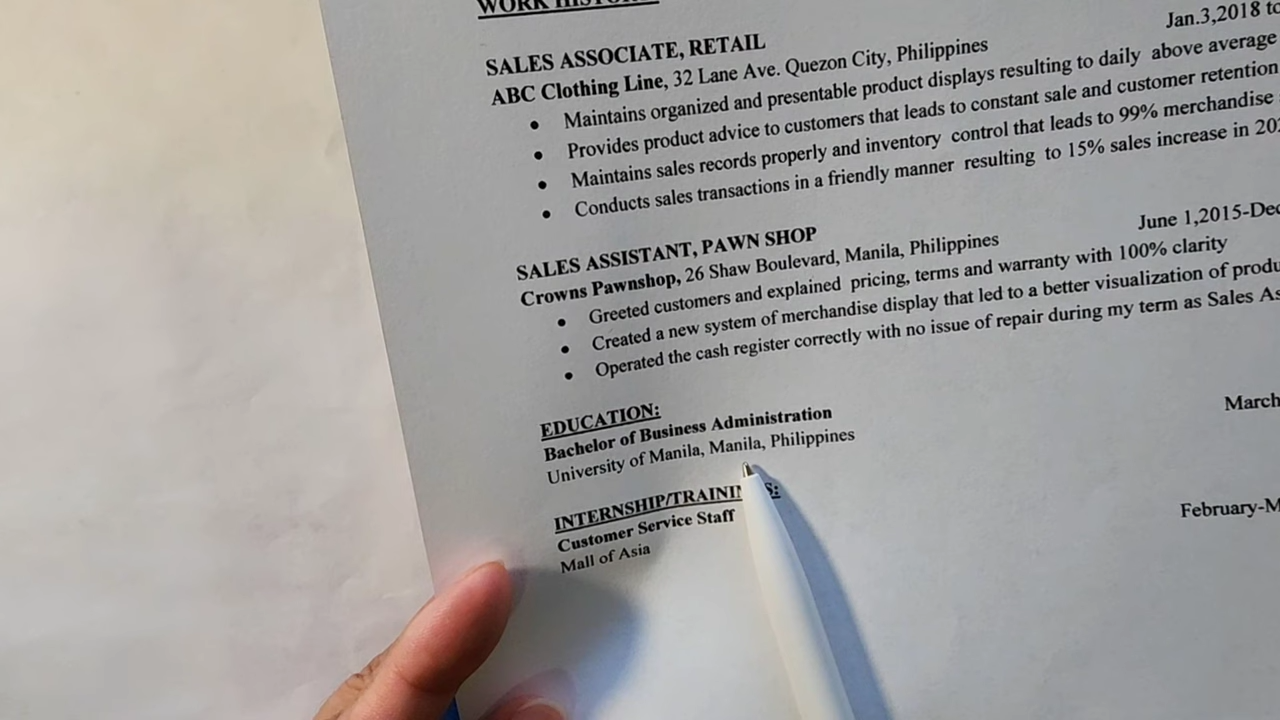 WORK
SALES ASSOCIATE, RETAIL
Jan.3,2018 to
ABC Clothing Line, 32 Lane Ave. Quezon City, Philippines
• Maintains organized and presentable product displays resulting to daily above average
• Provides product advice to customers that leads to constant sale and customer retention
• Maintains sales records properly and inventory control that leads to 99% merchandise
• Conducts sales transactions in a friendly manner resulting to 15% sales increase in
SALES ASSISTANT, PAWN SHOP
June 1,2015-Dec
Crowns Pawnshop, 26 Shaw Boulevard, Manila, Philippines
• Greeted customers and explained pricing, terms and warranty with 100% clarity
• Created a new system of merchandise display that led to a better visualization of
• Operated the cash register correctly with no issue of repair during my term as Sales
EDUCATION:
Bachelor of Business Administration
March
University of Manila, Manila, Philippines
INTERNSHIP/
Customer Service Staff
February-M
Mall of Asia